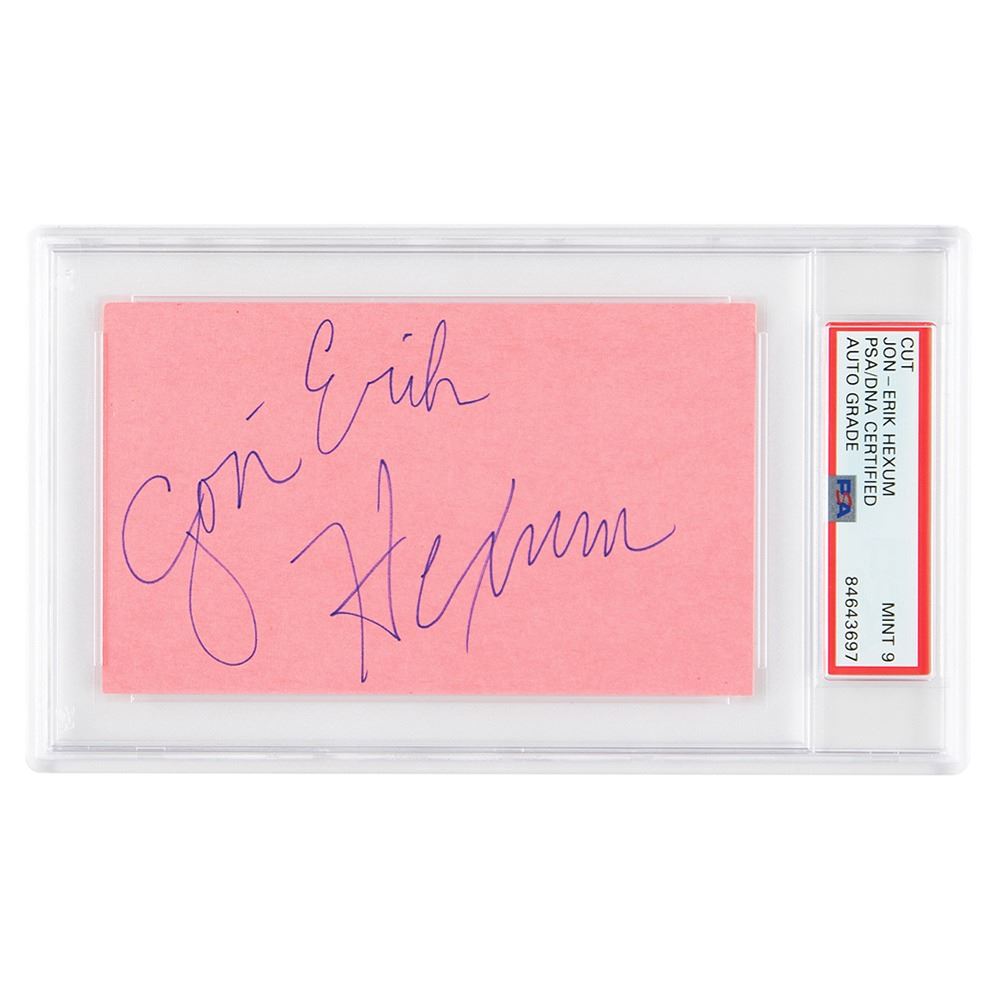 Jon-Erik
Hexum
CUT
JON-ERIK HEXUM
PSA/DNA CERTIFIED
AUTO GRADE
PSA
MINT 9
84643697